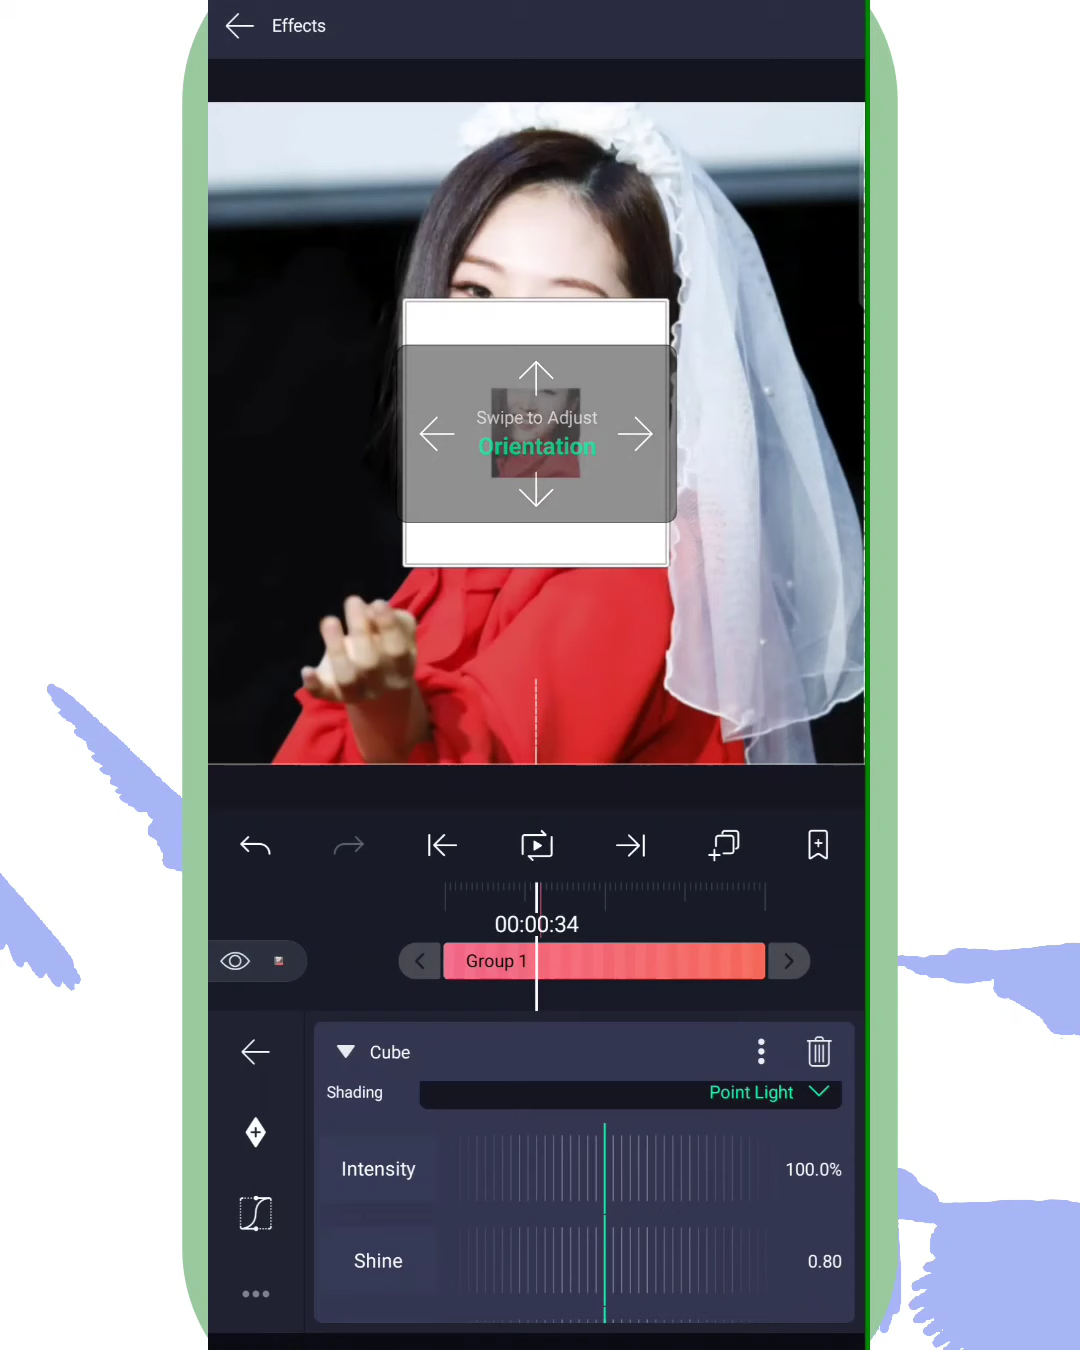 Effects
Swipe to Adjust
Orientation
00:00:34
Group 1
Cube
Shading
Point Light
Intensity
100.0%
Shine
0.80